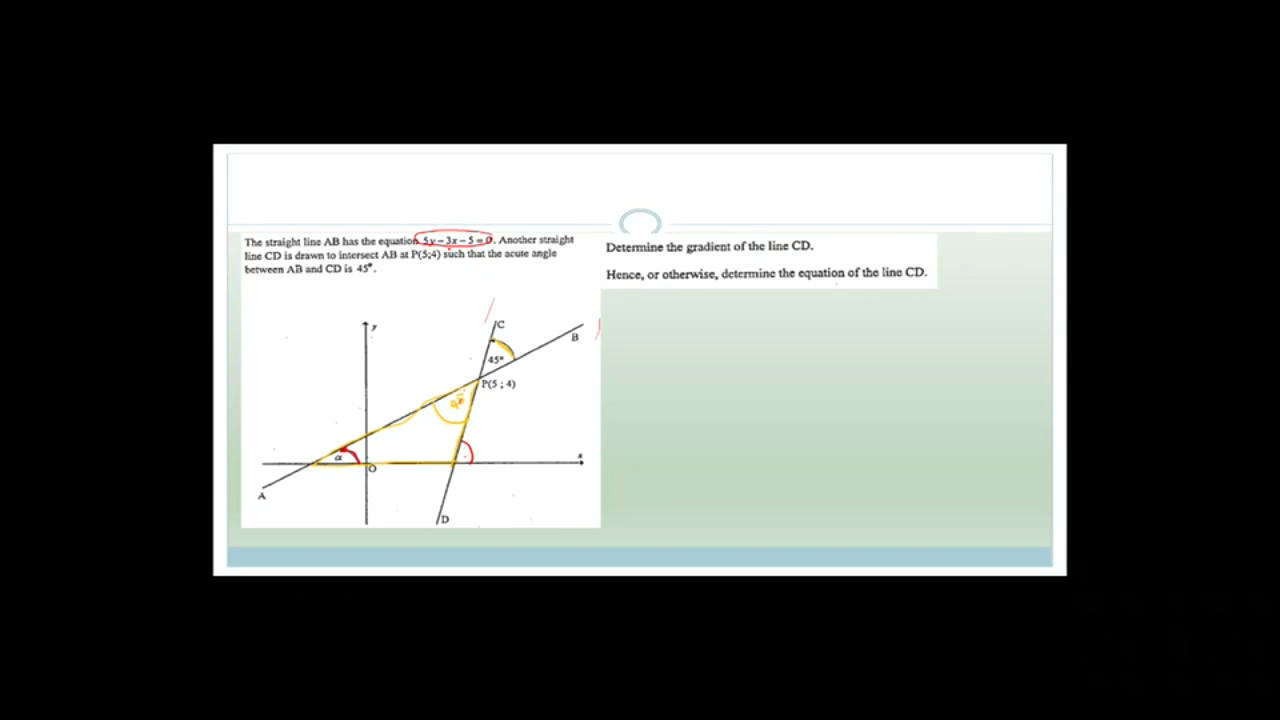 The straight line AB has the equation 5y – 3x – 5 = 0. Another straight
line CD is drawn to intersect AB at P(5;4) such that the acute angle
between AB and CD is 45°.
Determine the gradient of the line CD.
Hence, or otherwise, determine the equation of the line CD.
y
C
B
45°
P(5 ; 4)
45
α
O
x
A
D